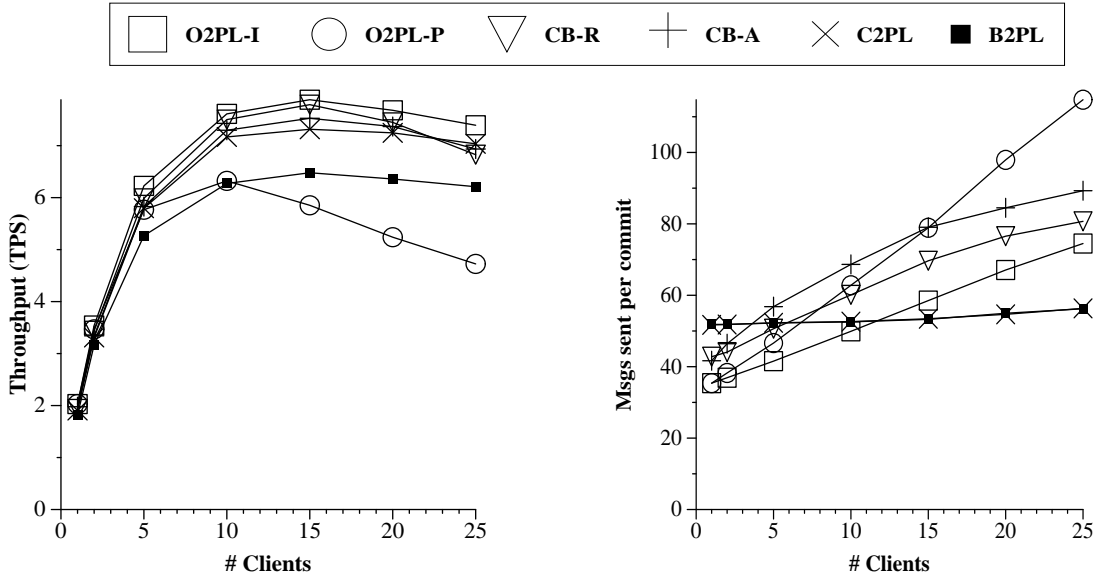 O2PL-I O2PL-P CB-R CB-A C2PL B2PL
Throughput (TPS)
6
4
2
0
0 5 10 15 20 25
# Clients
Msgs sent per commit
100
80
60
40
20
0
0 5 10 15 20 25
# Clients